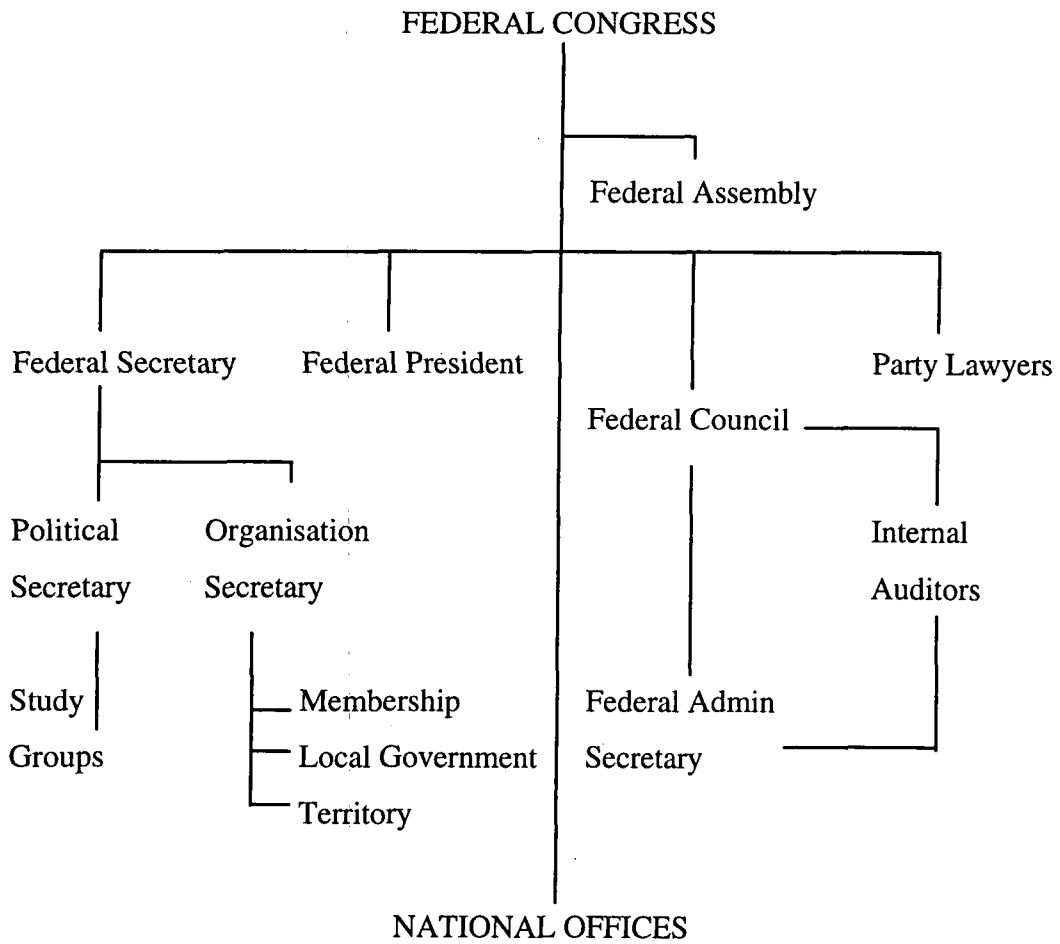 FEDERAL CONGRESS
Federal Assembly
Federal Secretary
Federal President
Party Lawyers
Federal Council
Political
Secretary
Organisation
Secretary
Internal
Auditors
Study
Groups
Membership
Local Government
Territory
Federal Admin
Secretary
NATIONAL OFFICES